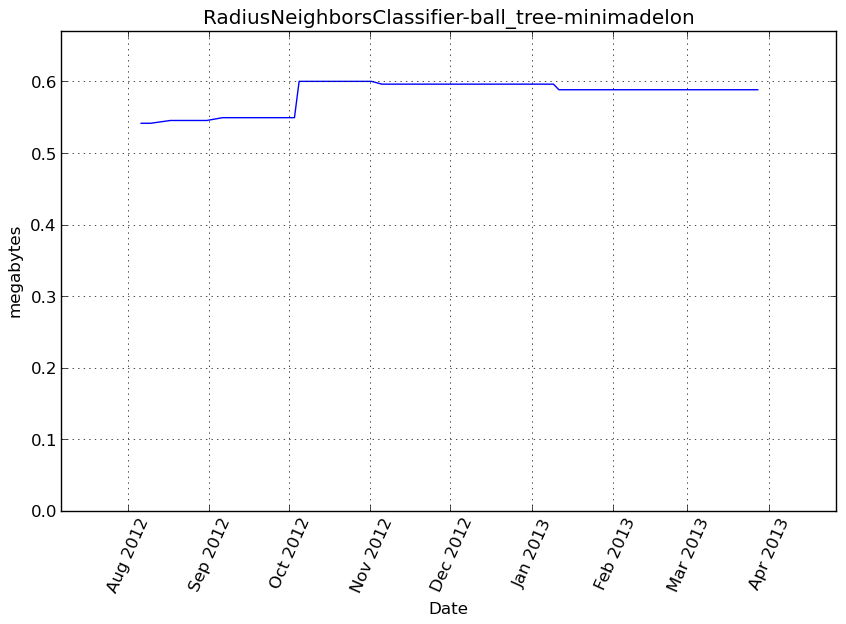 RadiusNeighborsClassifier-ball_tree-minimadelon
megabytes
0.6
0.5
0.4
0.3
0.2
0.1
0.0
Aug 2012
Sep 2012
Oct 2012
Nov 2012
Dec 2012
Jan 2013
Feb 2013
Mar 2013
Apr 2013
Date